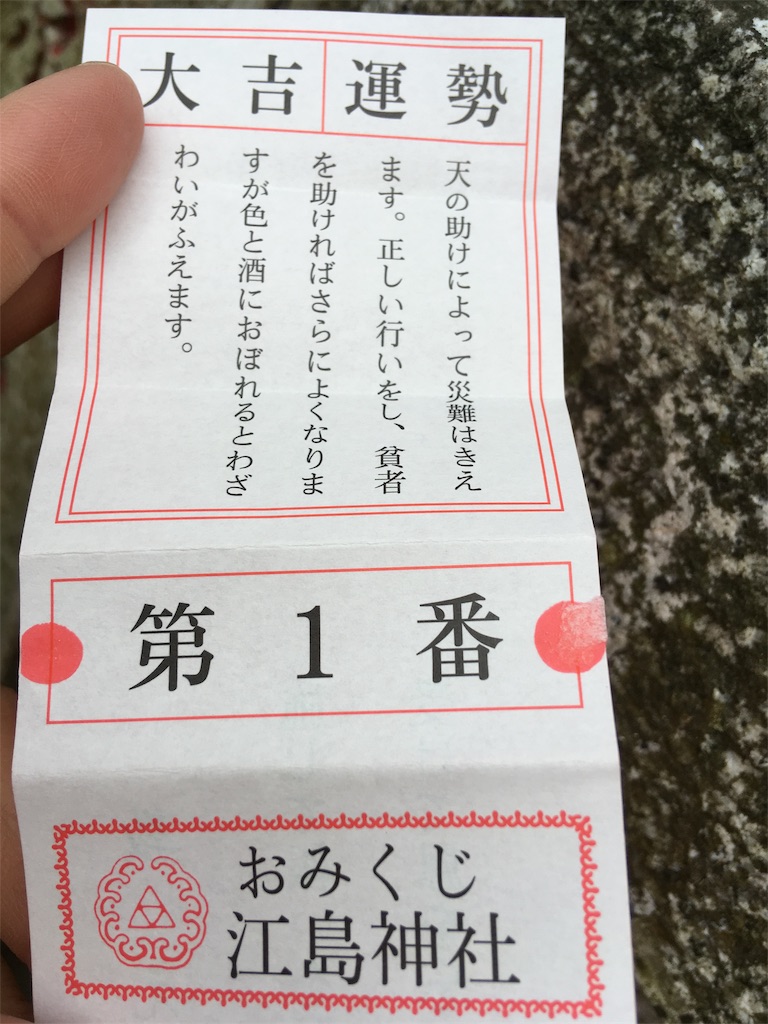 大吉 運勢
天の助けによって災難はきえ
ます。正しい行いをし、貧者
を助ければさらによくなりま
すが色と酒におぼれるとわざ
わいがふえます。
第1番
おみくじ
江島神社